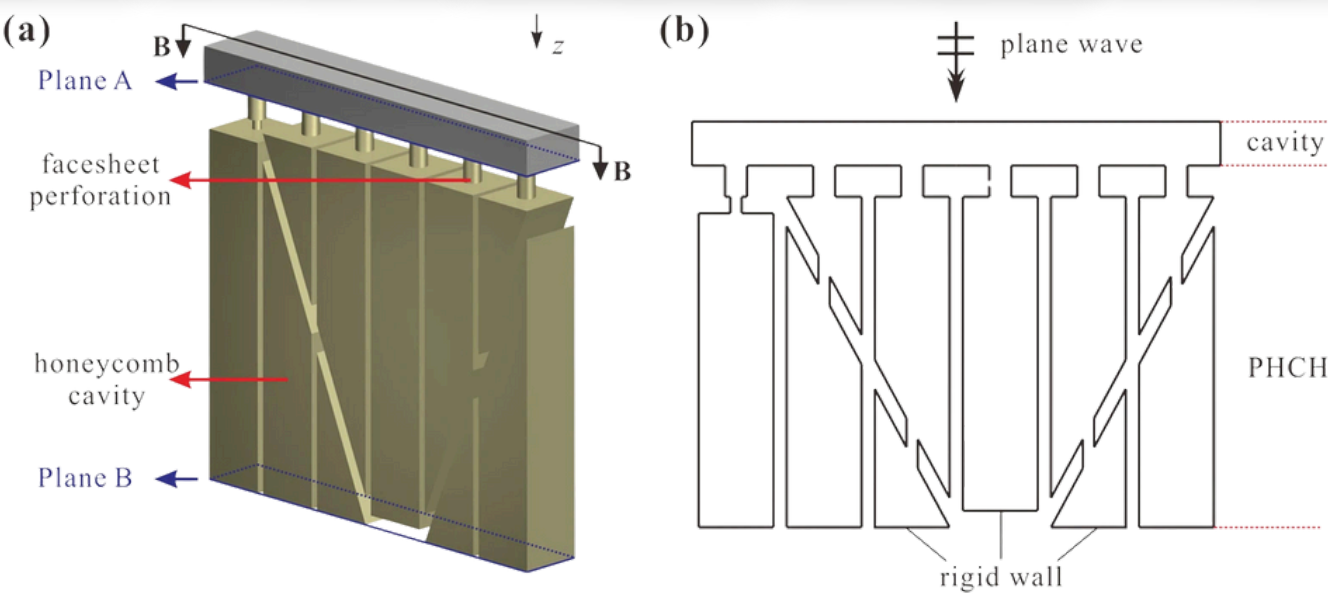 (a)
B
z
Plane A
facesheet
perforation
B
honeycomb
cavity
Plane B
(b)
plane wave
cavity
PHCH
rigid wall